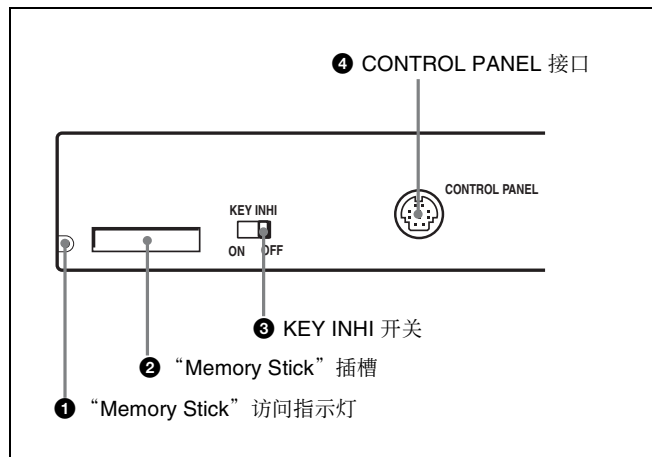 ❹ CONTROL PANEL 接口
CONTROL PANEL
KEY INHI
ON OFF
❸ KEY INHI 开关
❷ “Memory Stick”插槽
❶ “Memory Stick”访问指示灯